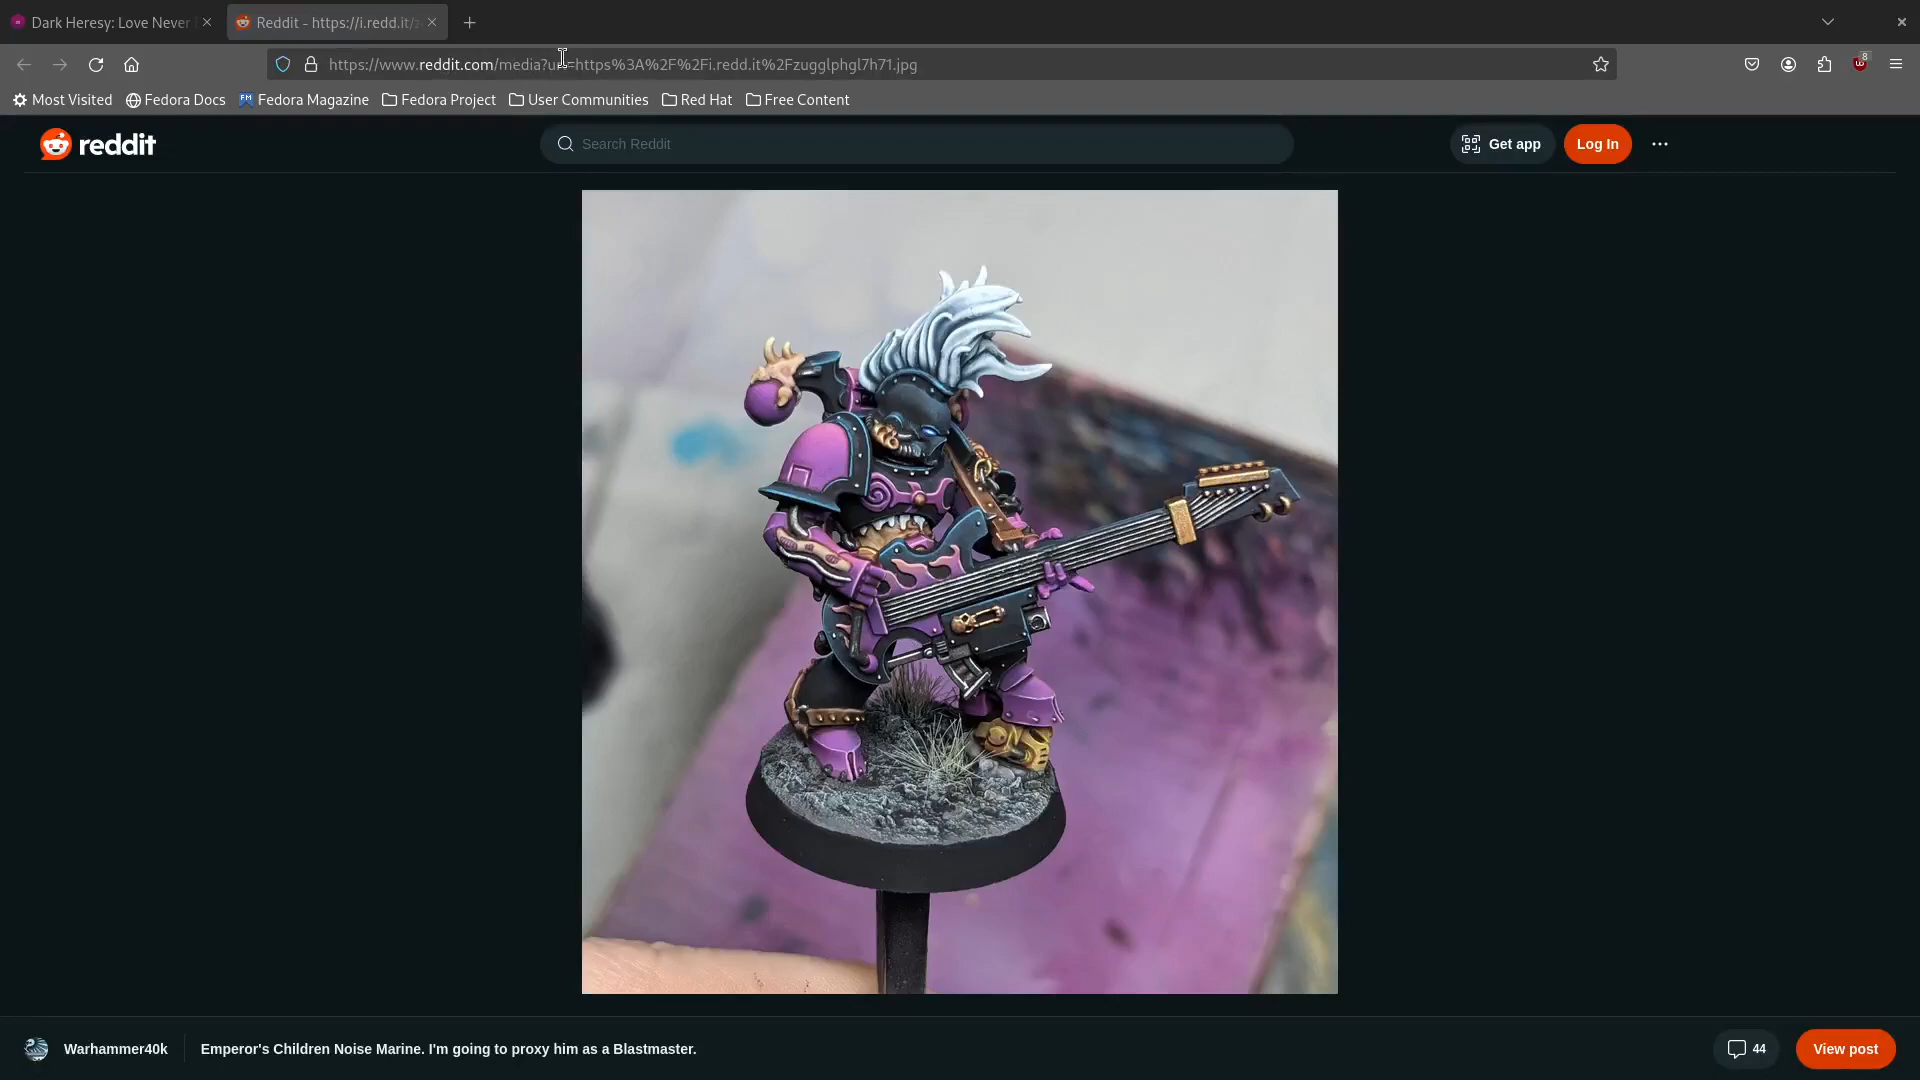 Dark Heresy: Love Never
Reddit - https://i.redd.it/z
https://www.reddit.com/media?url=https%3A%2F%2Fi.redd.it%2Fzugglphgl7h71.jpg
8
Most Visited
Fedora Docs
Fedora Magazine
Fedora Project
User Communities
Red Hat
Free Content
reddit
Search Reddit
Get app
Log In
Warhammer40k
Emperor's Children Noise Marine. I'm going to proxy him as a Blastmaster.
44
View post